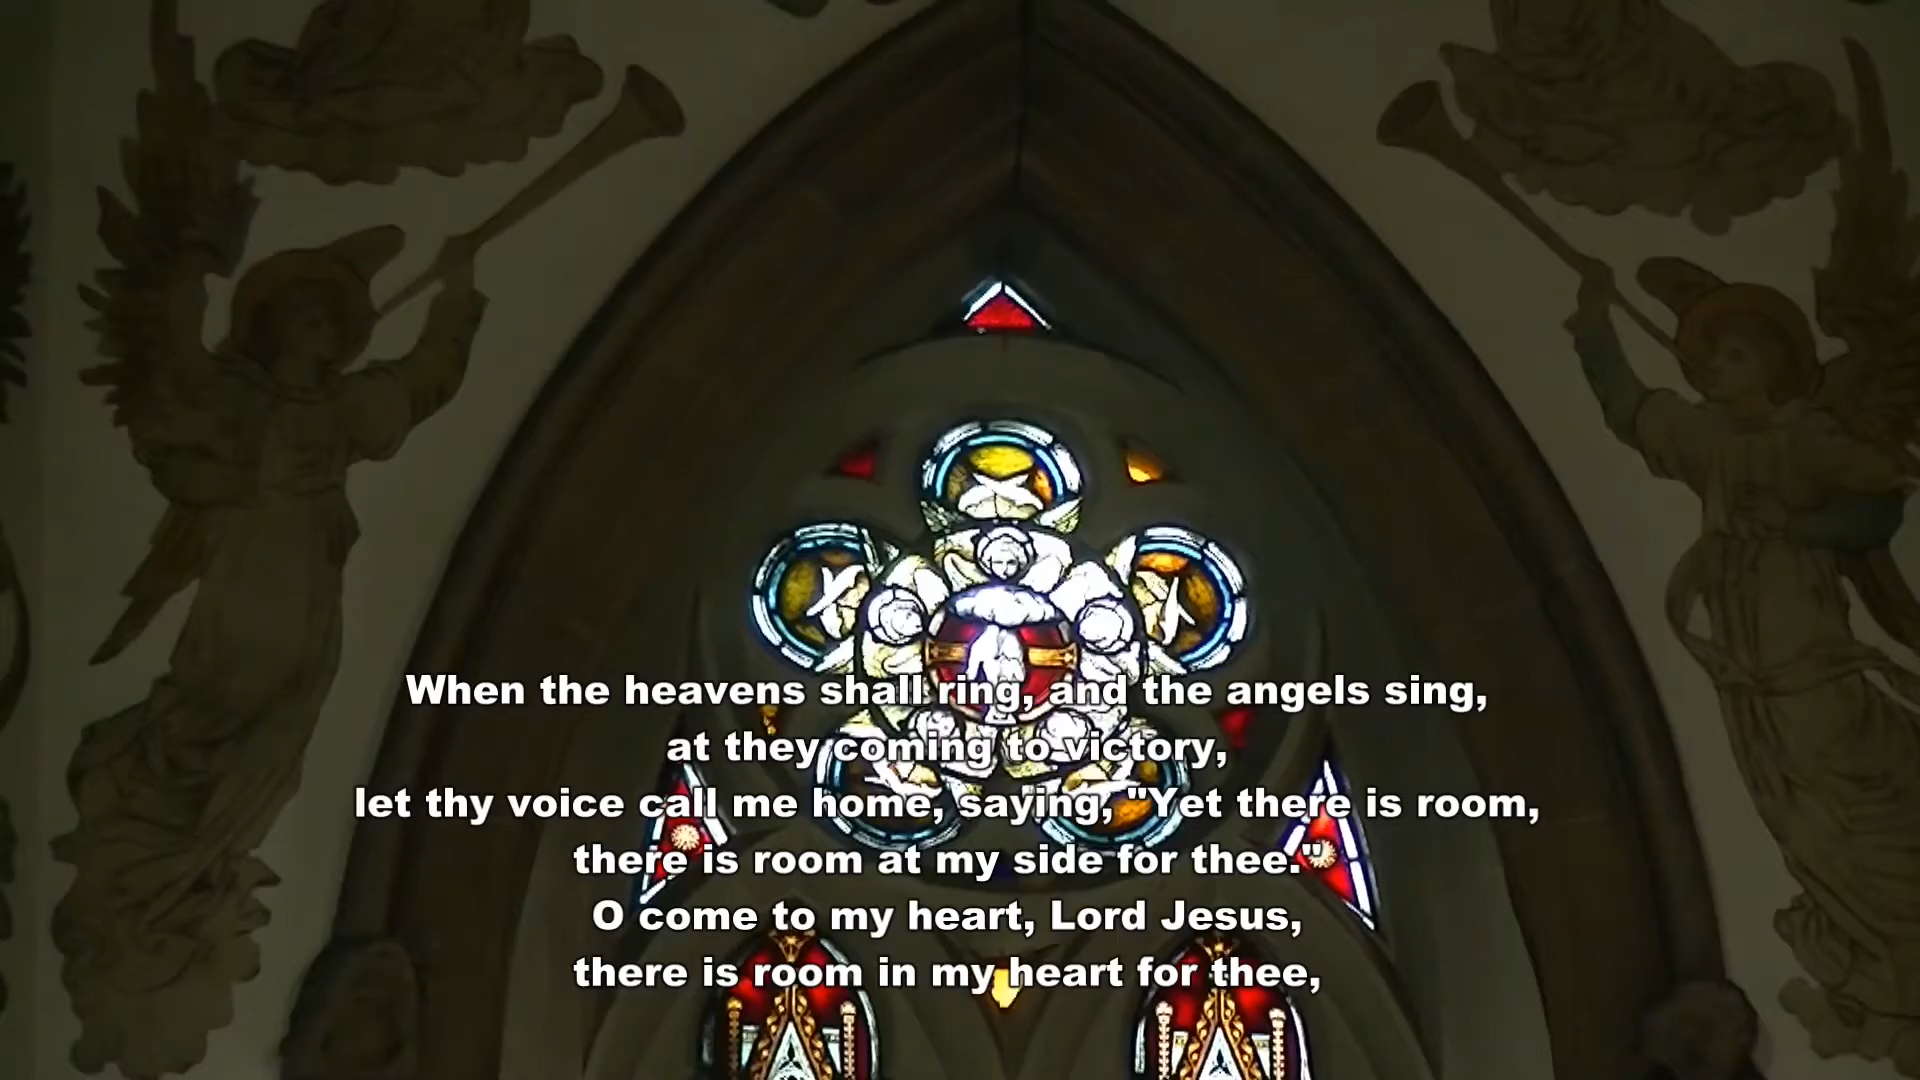 When the heavens shall ring, and the angels sing,
at they coming to victory,
let thy voice call me home, saying, "Yet there is room,
there is room at my side for thee."
O come to my heart, Lord Jesus,
there is room in my heart for thee,